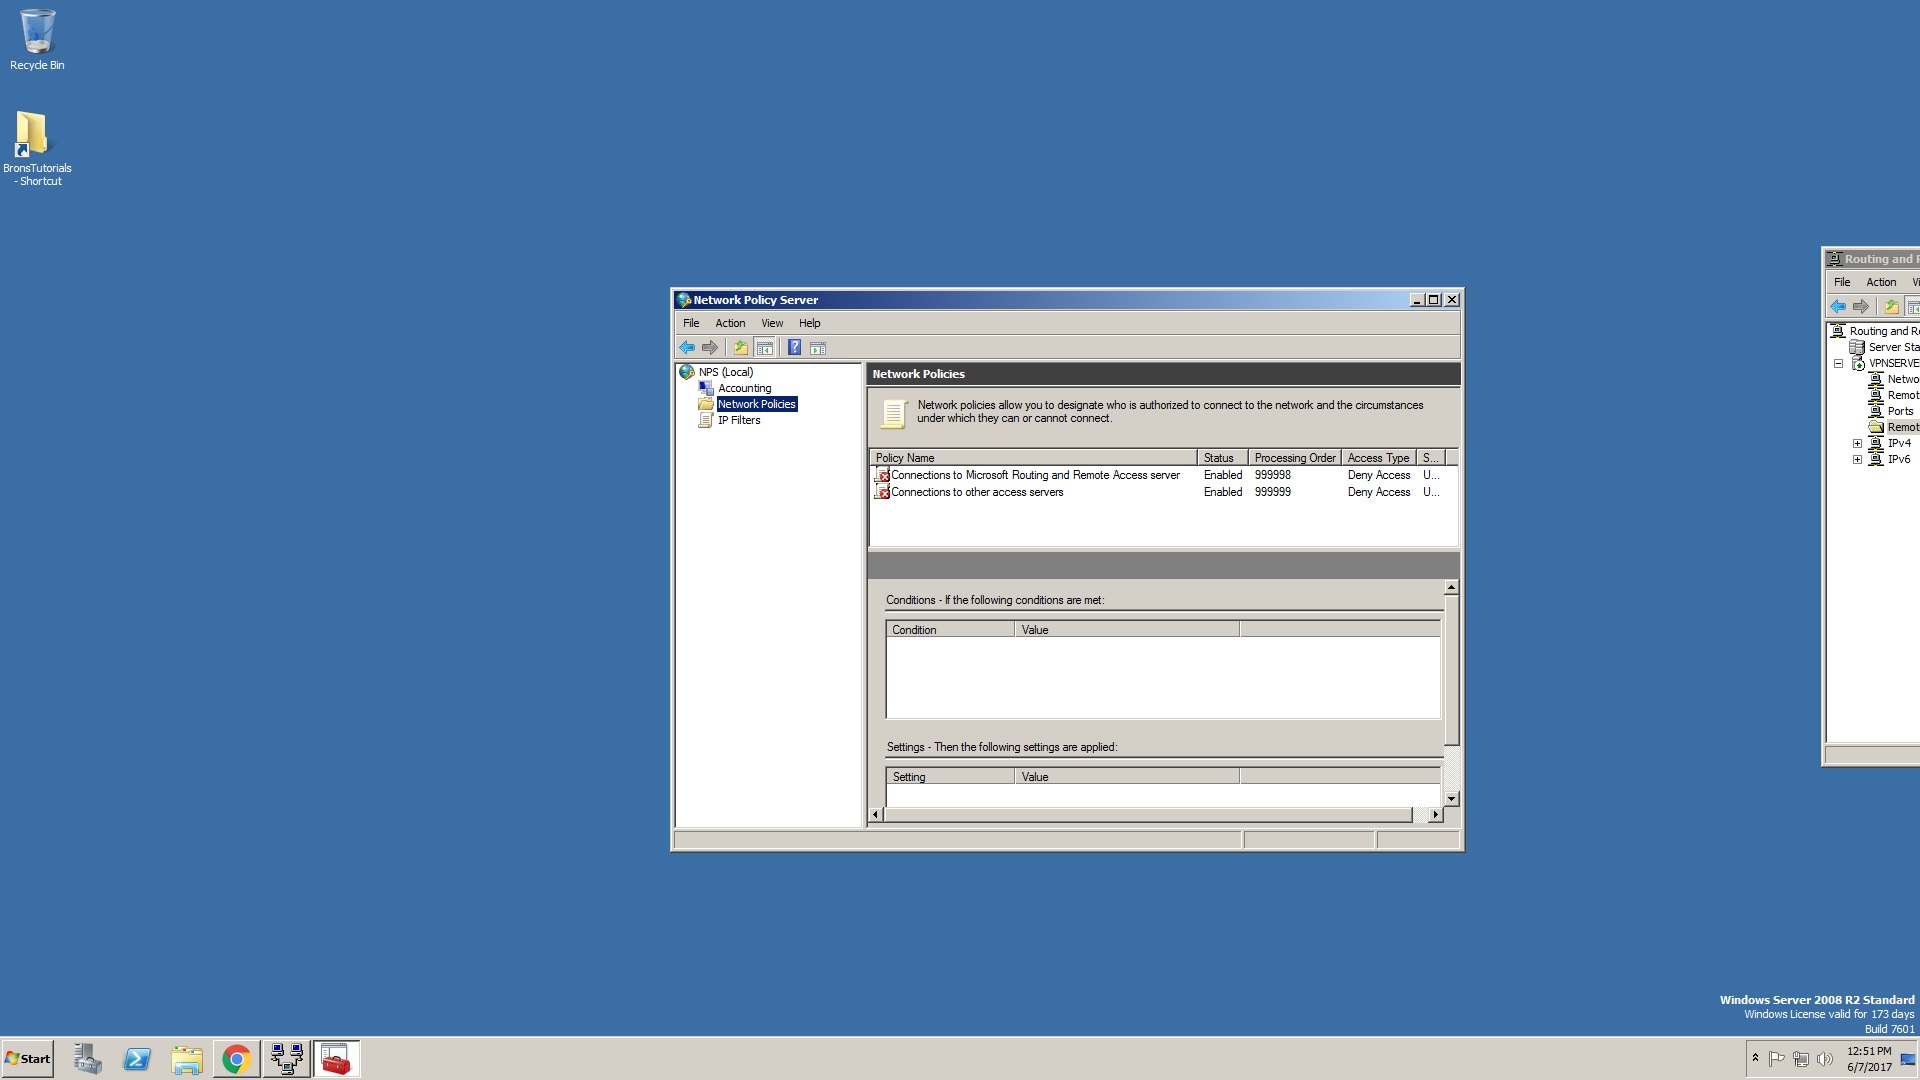 Recycle Bin
BronsTutorials
- Shortcut
Network Policy Server
File Action View Help
NPS (Local)
Accounting
Network Policies
IP Filters
Network Policies
Network policies allow you to designate who is authorized to connect to the network and the circumstances
under which they can or cannot connect.
Policy Name Status Processing Order Access Type S...
Connections to Microsoft Routing and Remote Access server Enabled 999998 Deny Access U...
Connections to other access servers Enabled 999999 Deny Access U...
Conditions - If the following conditions are met:
Condition Value
Settings - Then the following settings are applied:
Setting Value
Routing and R
File Action Vi
Routing and Re
Server Sta
VPNSERVE
Netwo
Remot
Ports
Remot
IPv4
IPv6
Windows Server 2008 R2 Standard
Windows License valid for 173 days
Build 7601
Start
12:51 PM
6/7/2017